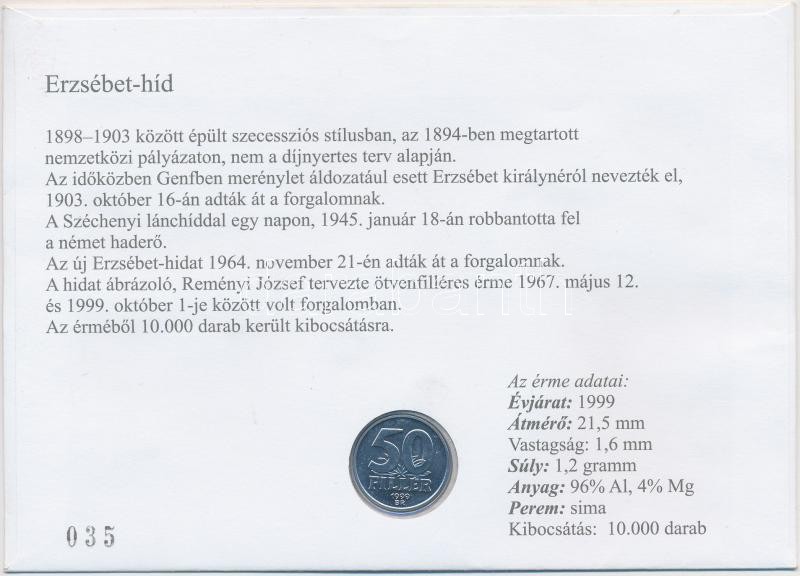 Erzsébet-híd
1898–1903 között épült szecessziós stílusban, az 1894-ben megtartott
nemzetközi pályázaton, nem a díjnyertes terv alapján.
Az időközben Genfben merénylet áldozatául esett Erzsébet királynéról nevezték el,
1903. október 16-án adták át a forgalomnak.
A Széchenyi lánchíddal egy napon, 1945. január 18-án robbantotta fel
a német haderő.
Az új Erzsébet-hidat 1964. november 21-én adták át a forgalomnak.
A hidat ábrázoló, Reményi József tervezte ötvenfilléres érme 1967. május 12.
és 1999. október 1-je között volt forgalomban.
Az érméből 10.000 darab került kibocsátásra.
Az érme adatai:
Évjárat: 1999
Átmérő: 21,5 mm
Vastagság: 1,6 mm
Súly: 1,2 gramm
Anyag: 96% Al, 4% Mg
Perem: sima
Kibocsátás: 10.000 darab
50
FILLÉR
1999
BP.
035